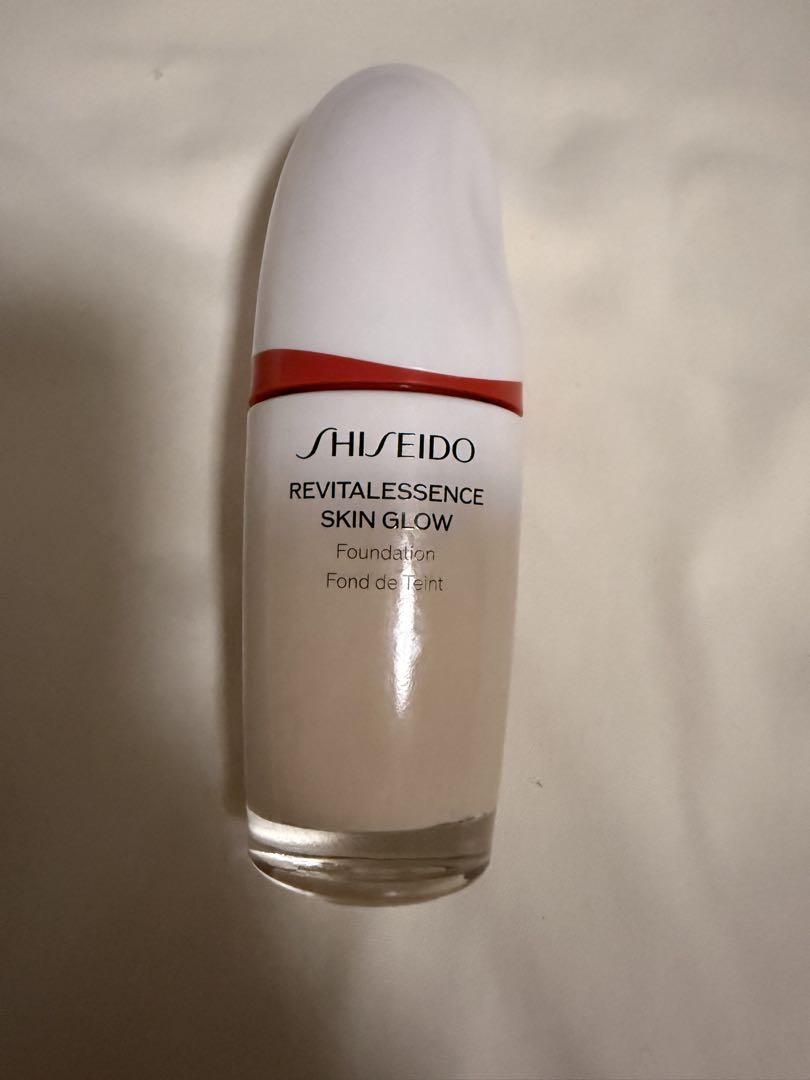 SHISEIDO
REVITALESSENCE
SKIN GLOW
Foundation
Fond de Teint